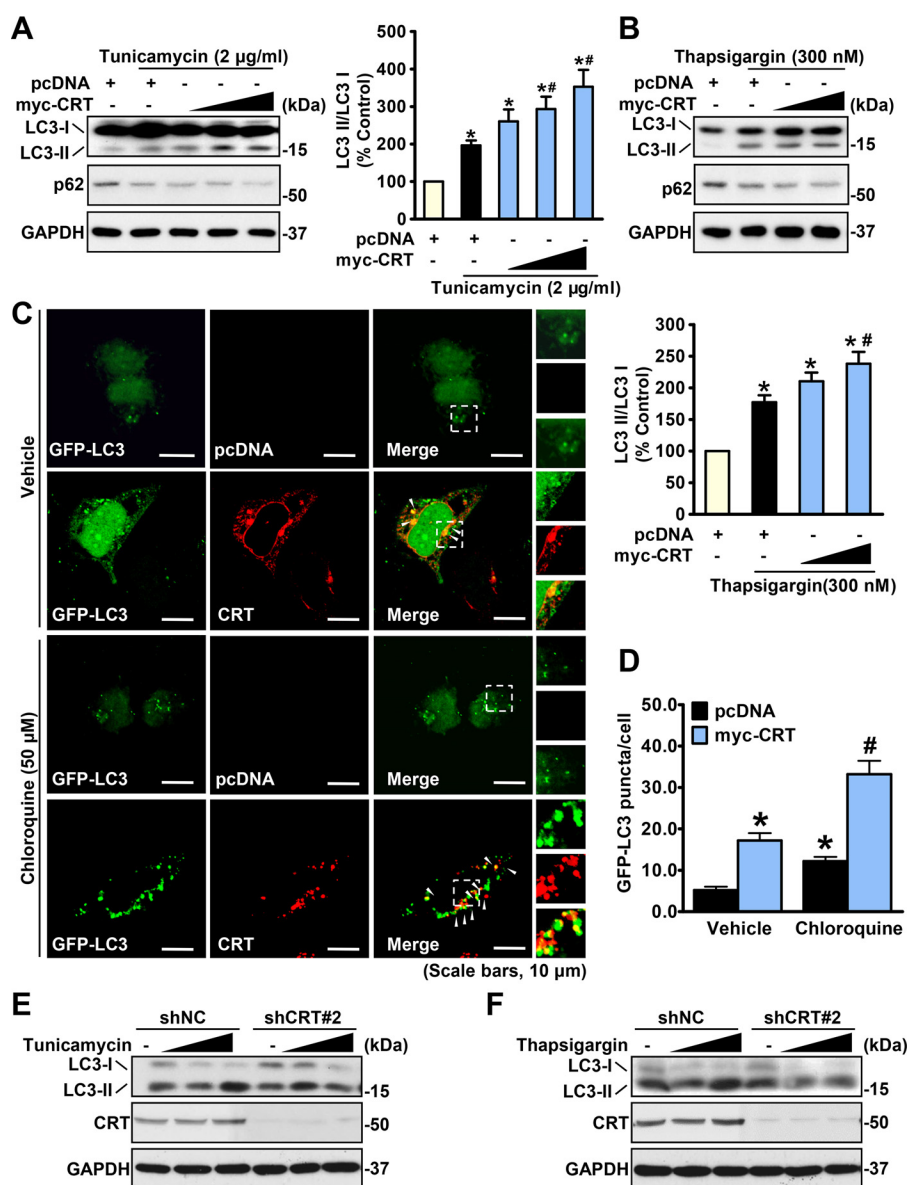 A
Tunicamycin (2 µg/ml)
pcDNA + + - - -
myc-CRT - - (kDa)
LC3-I
LC3-II -15
p62 -50
GAPDH -37
500
400
300
200
100
0
LC3 II/LC3 I
(% Control)
* * *# *#
pcDNA + + - - -
myc-CRT - -
Tunicamycin (2 µg/ml)
B
Thapsigargin (300 nM)
pcDNA + + - -
myc-CRT - - (kDa)
LC3-I
LC3-II -15
p62 -50
GAPDH -37
300
250
200
150
100
50
0
LC3 II/LC3 I
(% Control)
* * * #
pcDNA + + - -
myc-CRT - -
Thapsigargin(300 nM)
C
Vehicle
GFP-LC3 pcDNA Merge
GFP-LC3 CRT Merge
Chloroquine (50 µM)
GFP-LC3 pcDNA Merge
GFP-LC3 CRT Merge
(Scale bars, 10 µm)
D
50.0
40.0
30.0
20.0
10.0
0.0
GFP-LC3 puncta/cell
pcDNA
myc-CRT
* * #
Vehicle Chloroquine
E
shNC shCRT#2
Tunicamycin - - (kDa)
LC3-I
LC3-II -15
CRT -50
GAPDH -37
F
shNC shCRT#2
Thapsigargin - - (kDa)
LC3-I
LC3-II -15
CRT -50
GAPDH -37